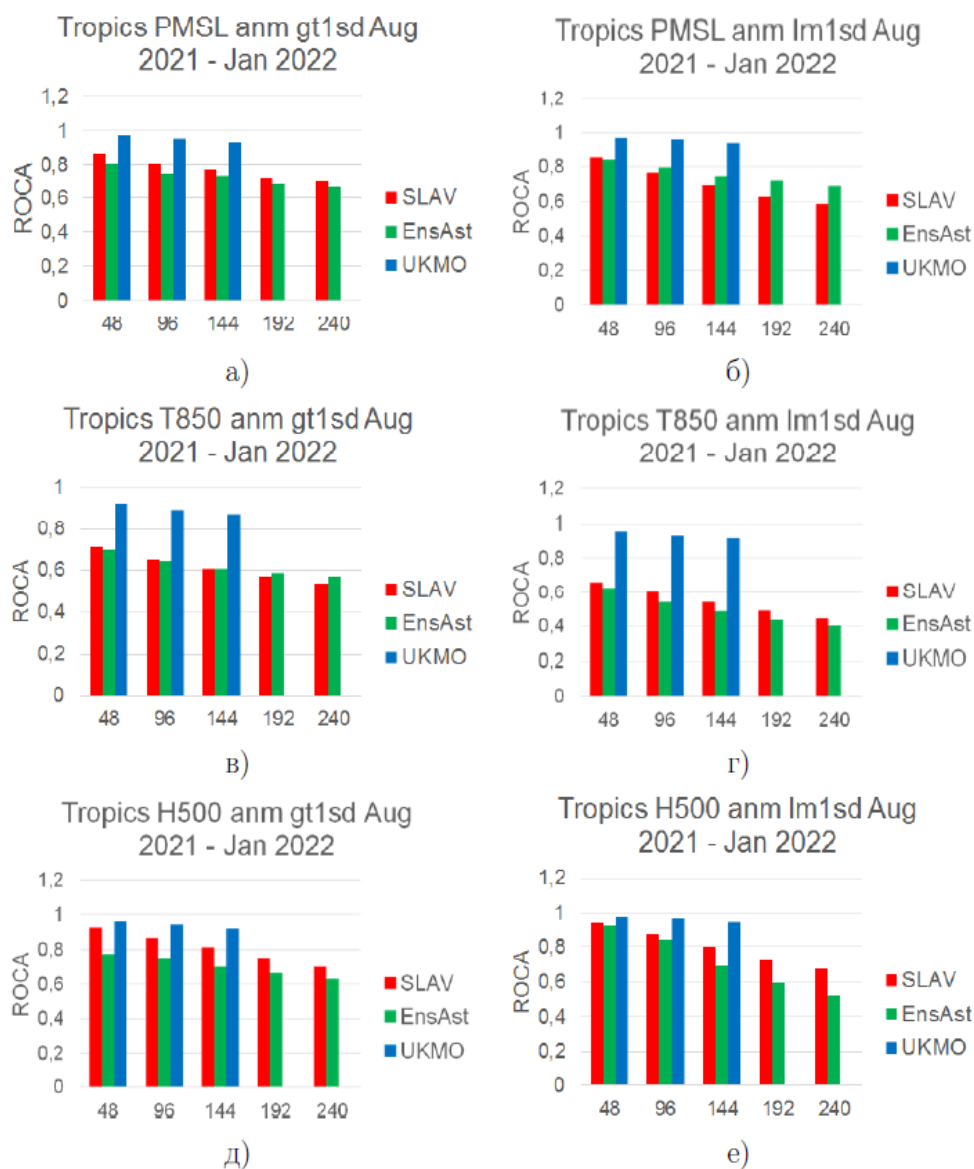 Tropics PMSL anm gt1sd Aug
2021 - Jan 2022
1,2
1
0,8
0,6
0,4
0,2
0
ROCA
48 96 144 192 240
SLAV
EnsAst
UKMO
а)
Tropics PMSL anm lm1sd Aug
2021 - Jan 2022
1,2
1
0,8
0,6
0,4
0,2
0
ROCA
48 96 144 192 240
SLAV
EnsAst
UKMO
б)
Tropics T850 anm gt1sd Aug
2021 - Jan 2022
1
0,8
0,6
0,4
0,2
0
ROCA
48 96 144 192 240
SLAV
EnsAst
UKMO
в)
Tropics T850 anm lm1sd Aug
2021 - Jan 2022
1,2
1
0,8
0,6
0,4
0,2
0
ROCA
48 96 144 192 240
SLAV
EnsAst
UKMO
г)
Tropics H500 anm gt1sd Aug
2021 - Jan 2022
1,2
1
0,8
0,6
0,4
0,2
0
ROCA
48 96 144 192 240
SLAV
EnsAst
UKMO
д)
Tropics H500 anm lm1sd Aug
2021 - Jan 2022
1,2
1
0,8
0,6
0,4
0,2
0
ROCA
48 96 144 192 240
SLAV
EnsAst
UKMO
е)